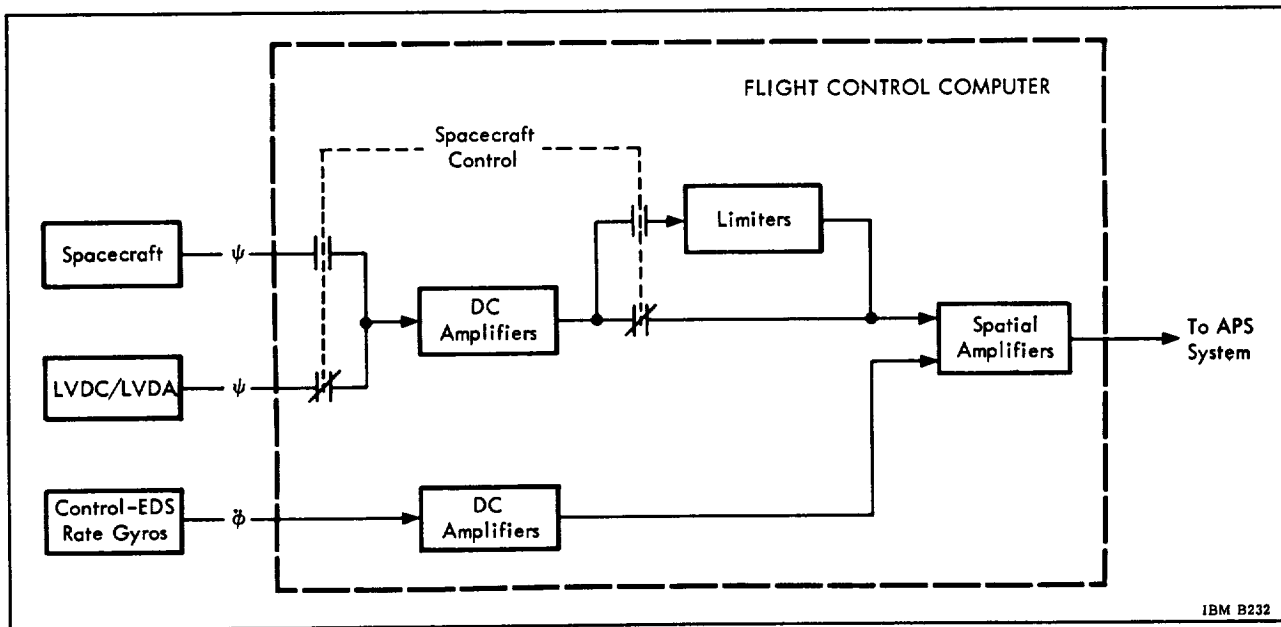 FLIGHT CONTROL COMPUTER
Spacecraft
Control
Limiters
Spacecraft
ψ
DC
Amplifiers
Spatial
Amplifiers
To APS
System
LVDC/LVDA
ψ
Control-EDS
Rate Gyros
φ̈
DC
Amplifiers
IBM B232